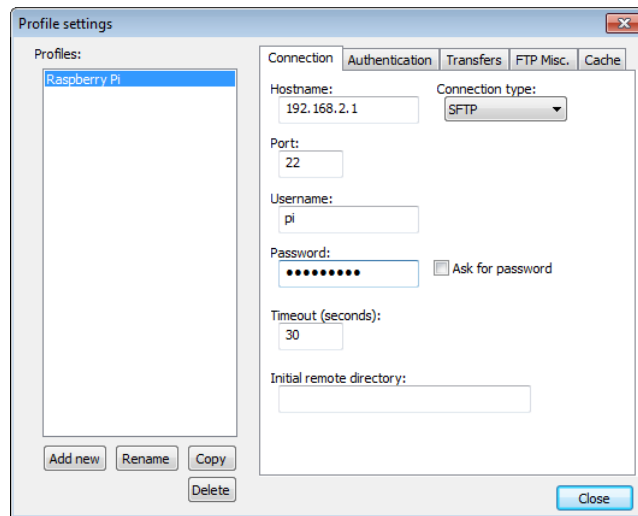 Profile settings
Profiles:
Raspberry Pi
Add new
Rename
Copy
Delete
Connection
Authentication
Transfers
FTP Misc.
Cache
Hostname:
Connection type:
192.168.2.1
SFTP
Port:
22
Username:
pi
Password:
•••••••••
Ask for password
Timeout (seconds):
30
Initial remote directory:
Close